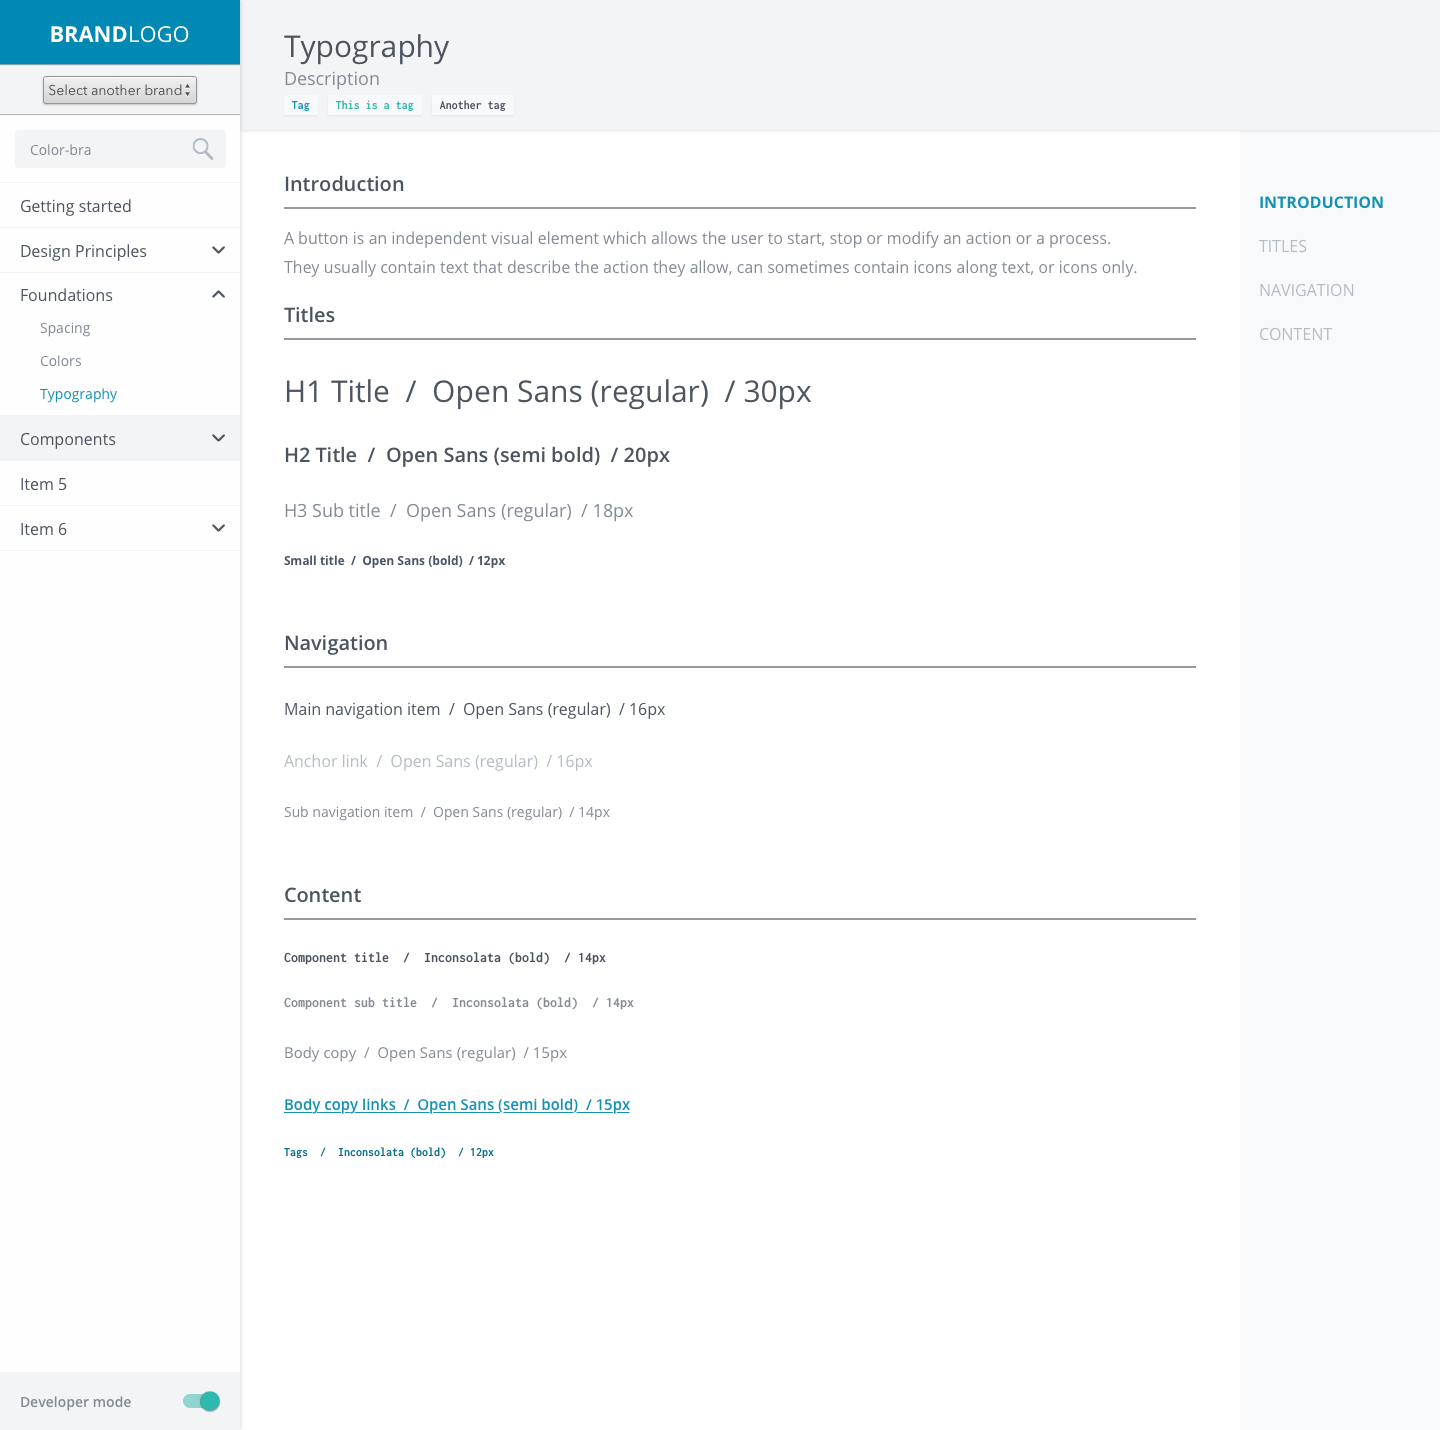 BRANDLOGO
Select another brand
Color-bra
Getting started
Design Principles
Foundations
Spacing
Colors
Typography
Components
Item 5
Item 6
Developer mode
Typography
Description
Tag This is a tag Another tag
Introduction
A button is an independent visual element which allows the user to start, stop or modify an action or a process.
They usually contain text that describe the action they allow, can sometimes contain icons along text, or icons only.
Titles
H1 Title / Open Sans (regular) / 30px
H2 Title / Open Sans (semi bold) / 20px
H3 Sub title / Open Sans (regular) / 18px
Small title / Open Sans (bold) / 12px
Navigation
Main navigation item / Open Sans (regular) / 16px
Anchor link / Open Sans (regular) / 16px
Sub navigation item / Open Sans (regular) / 14px
Content
Component title / Inconsolata (bold) / 14px
Component sub title / Inconsolata (bold) / 14px
Body copy / Open Sans (regular) / 15px
Body copy links / Open Sans (semi bold) / 15px
Tags / Inconsolata (bold) / 12px
INTRODUCTION
TITLES
NAVIGATION
CONTENT